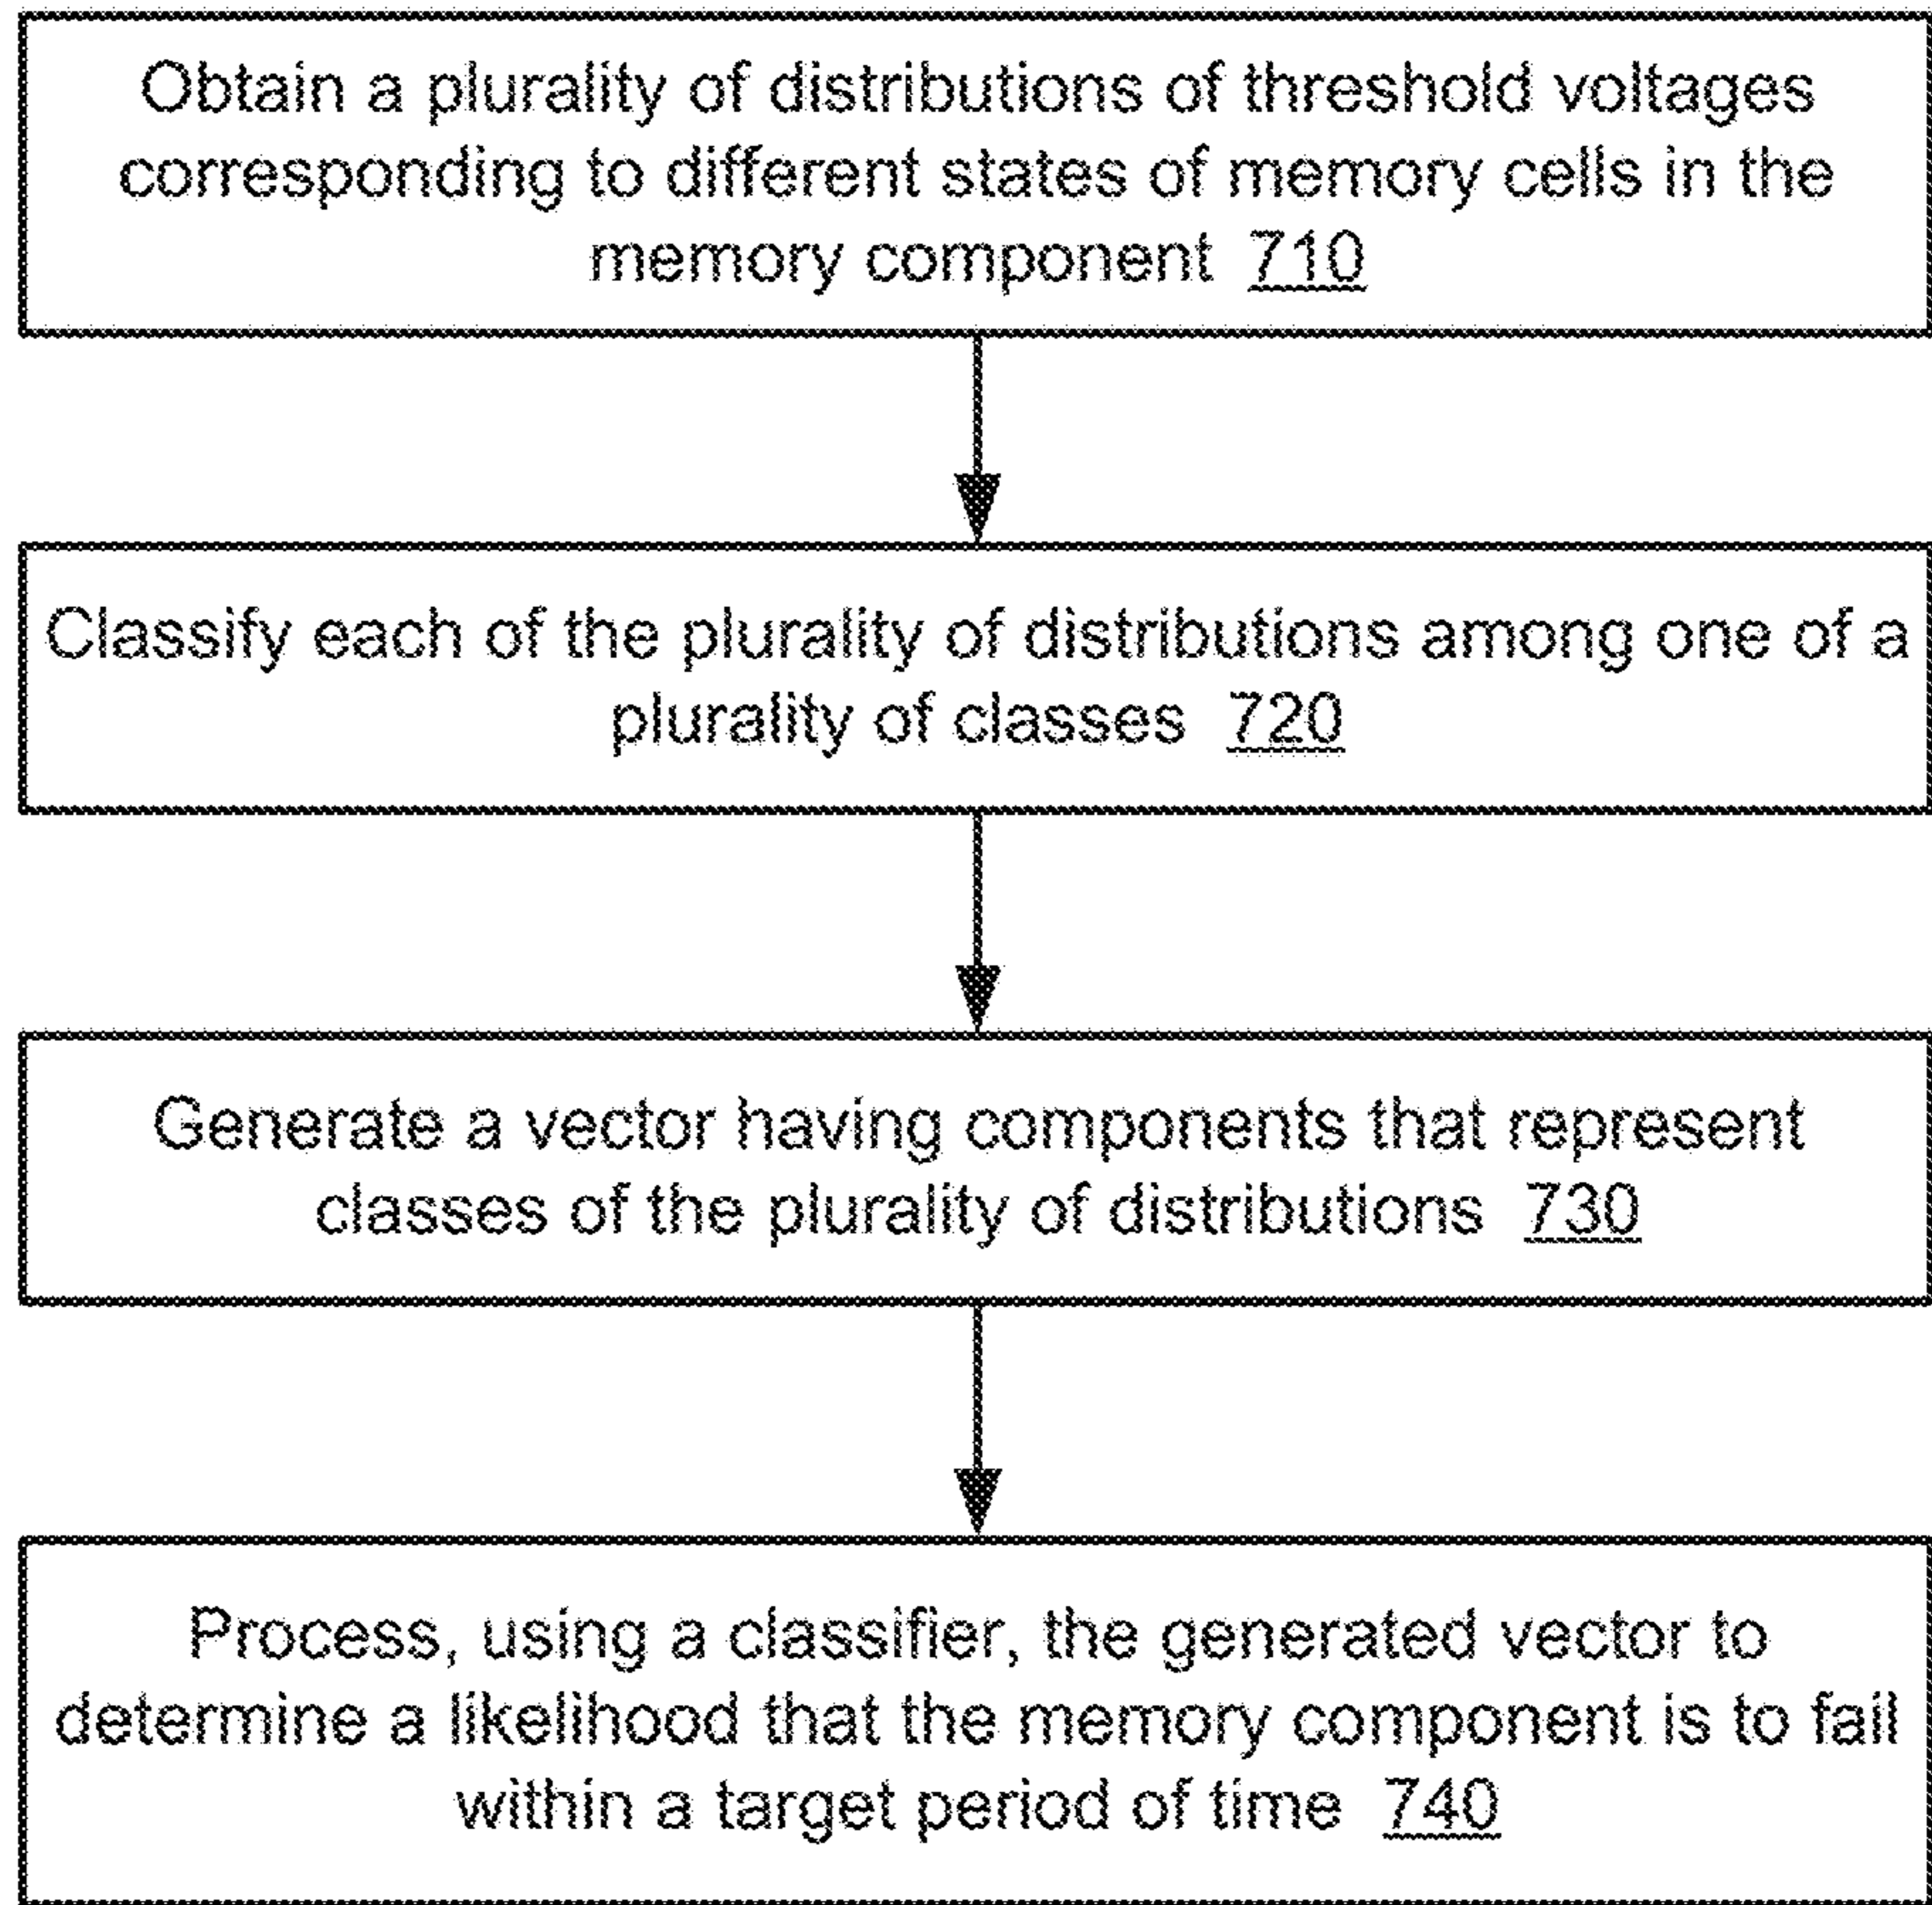 Obtain a plurality of distributions of threshold voltages
corresponding to different states of memory cells in the
memory component 710
Classify each of the plurality of distributions among one of a
plurality of classes 720
Generate a vector having components that represent
classes of the plurality of distributions 730
Process, using a classifier, the generated vector to
determine a likelihood that the memory component is to fail
within a target period of time 740